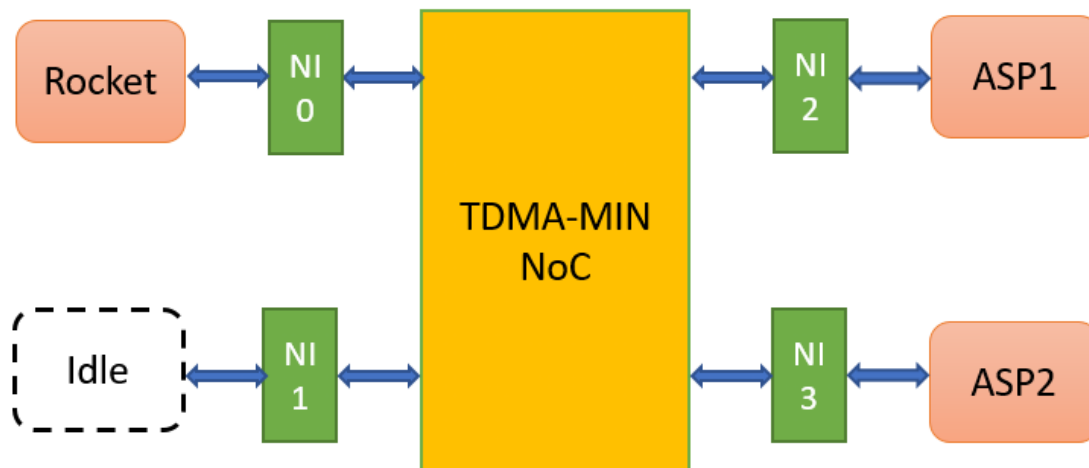 Rocket
NI
0
TDMA-MIN
NoC
NI
2
ASP1
Idle
NI
1
NI
3
ASP2